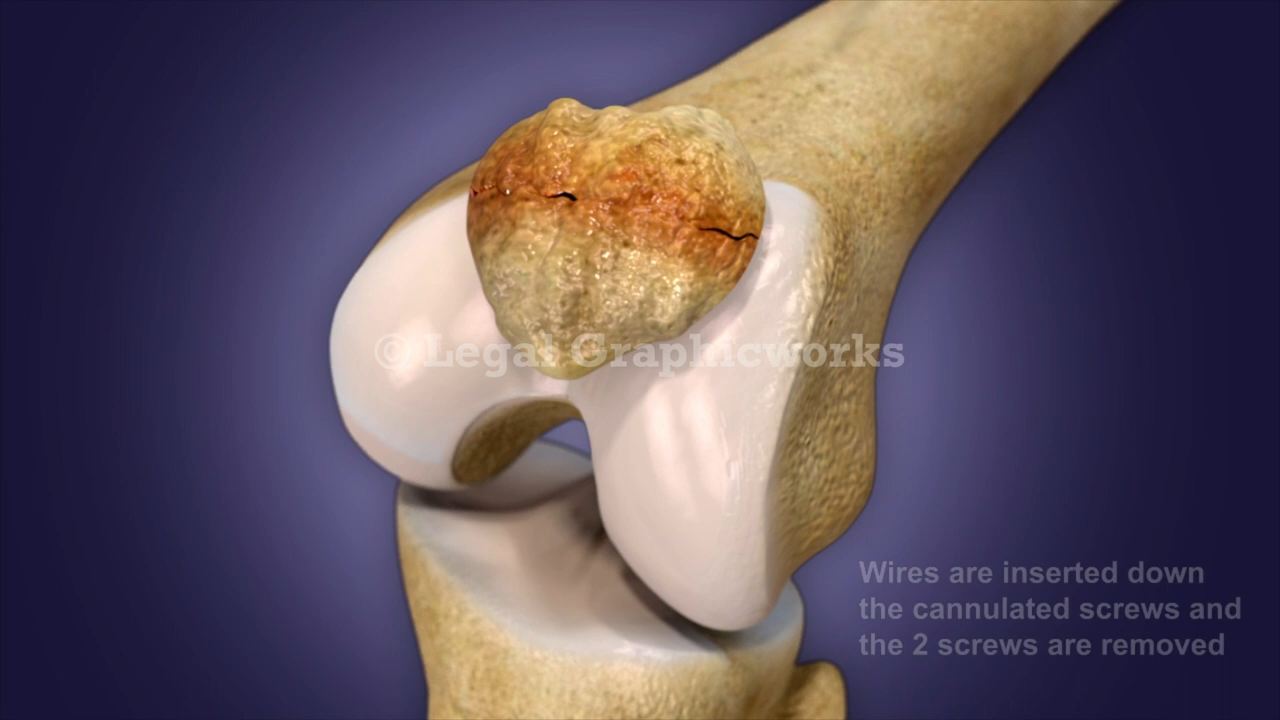 © Legal Graphicworks
Wires are inserted down
the cannulated screws and
the 2 screws are removed